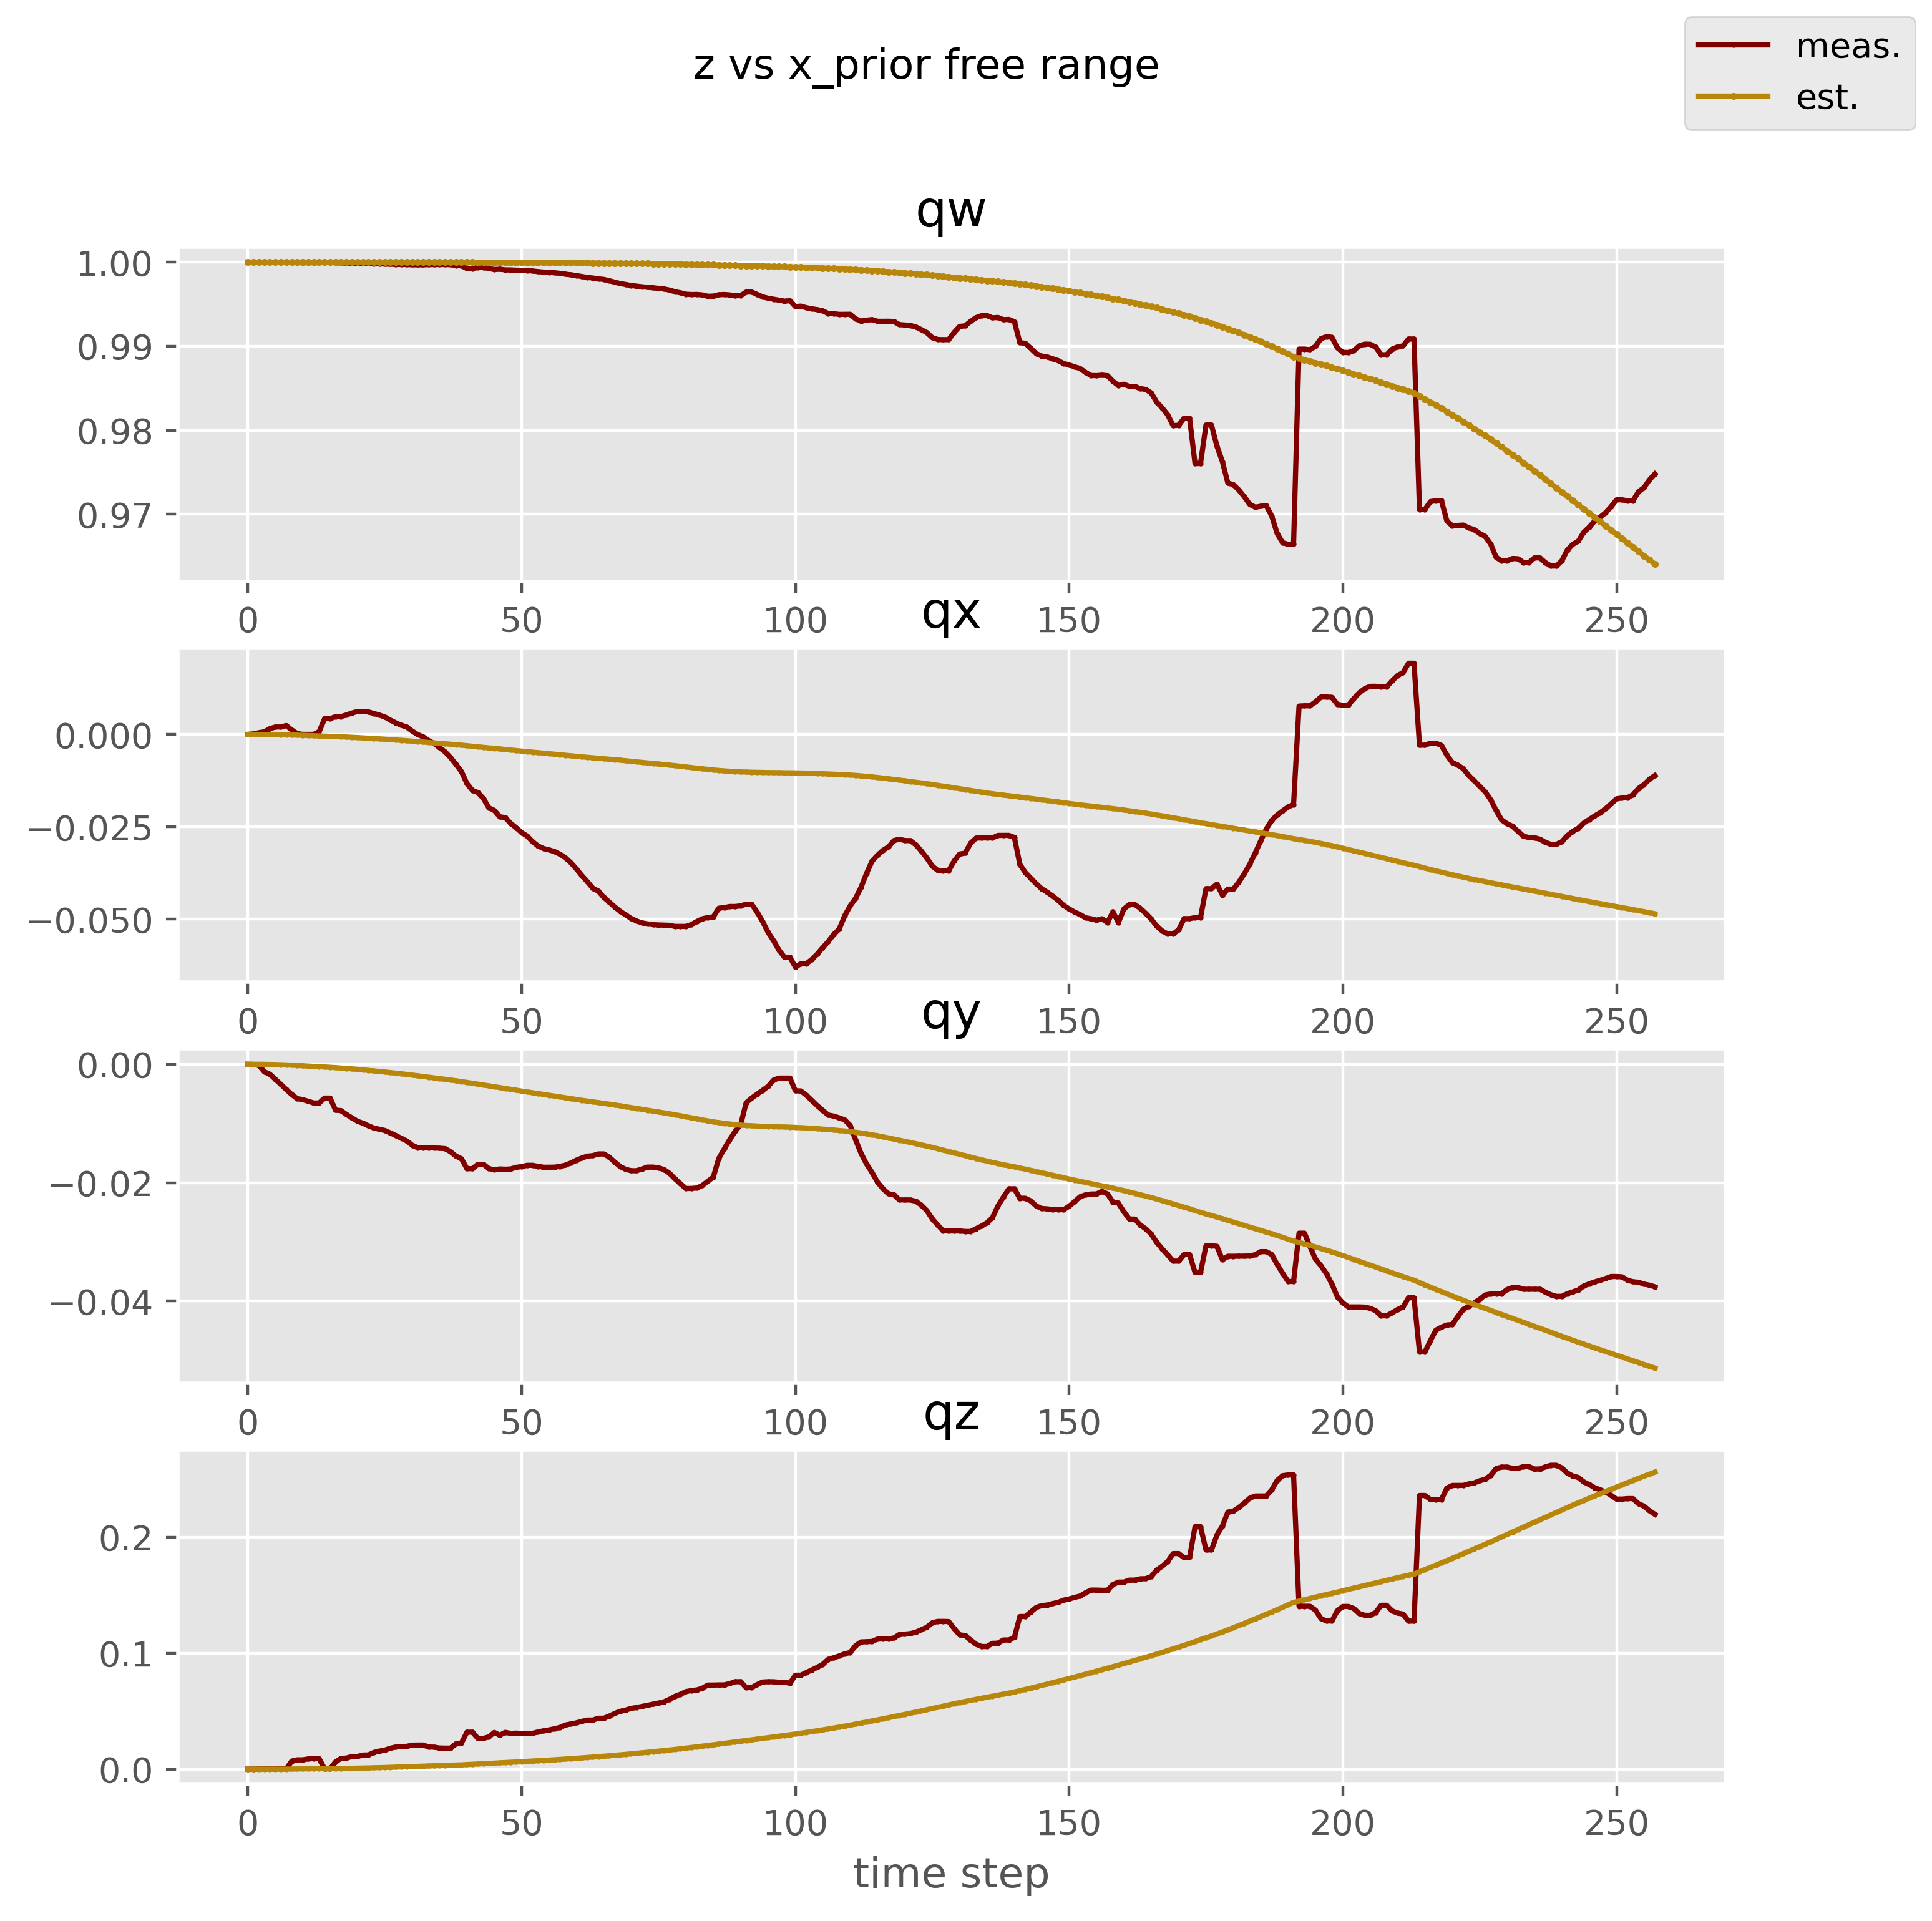 z vs x_prior free range
meas.
est.
qw
1.00
0.99
0.98
0.97
0 50 100 150 200 250
qx
0.000
−0.025
−0.050
0 50 100 150 200 250
qy
0.00
−0.02
−0.04
0 50 100 150 200 250
qz
0.2
0.1
0.0
0 50 100 150 200 250
time step